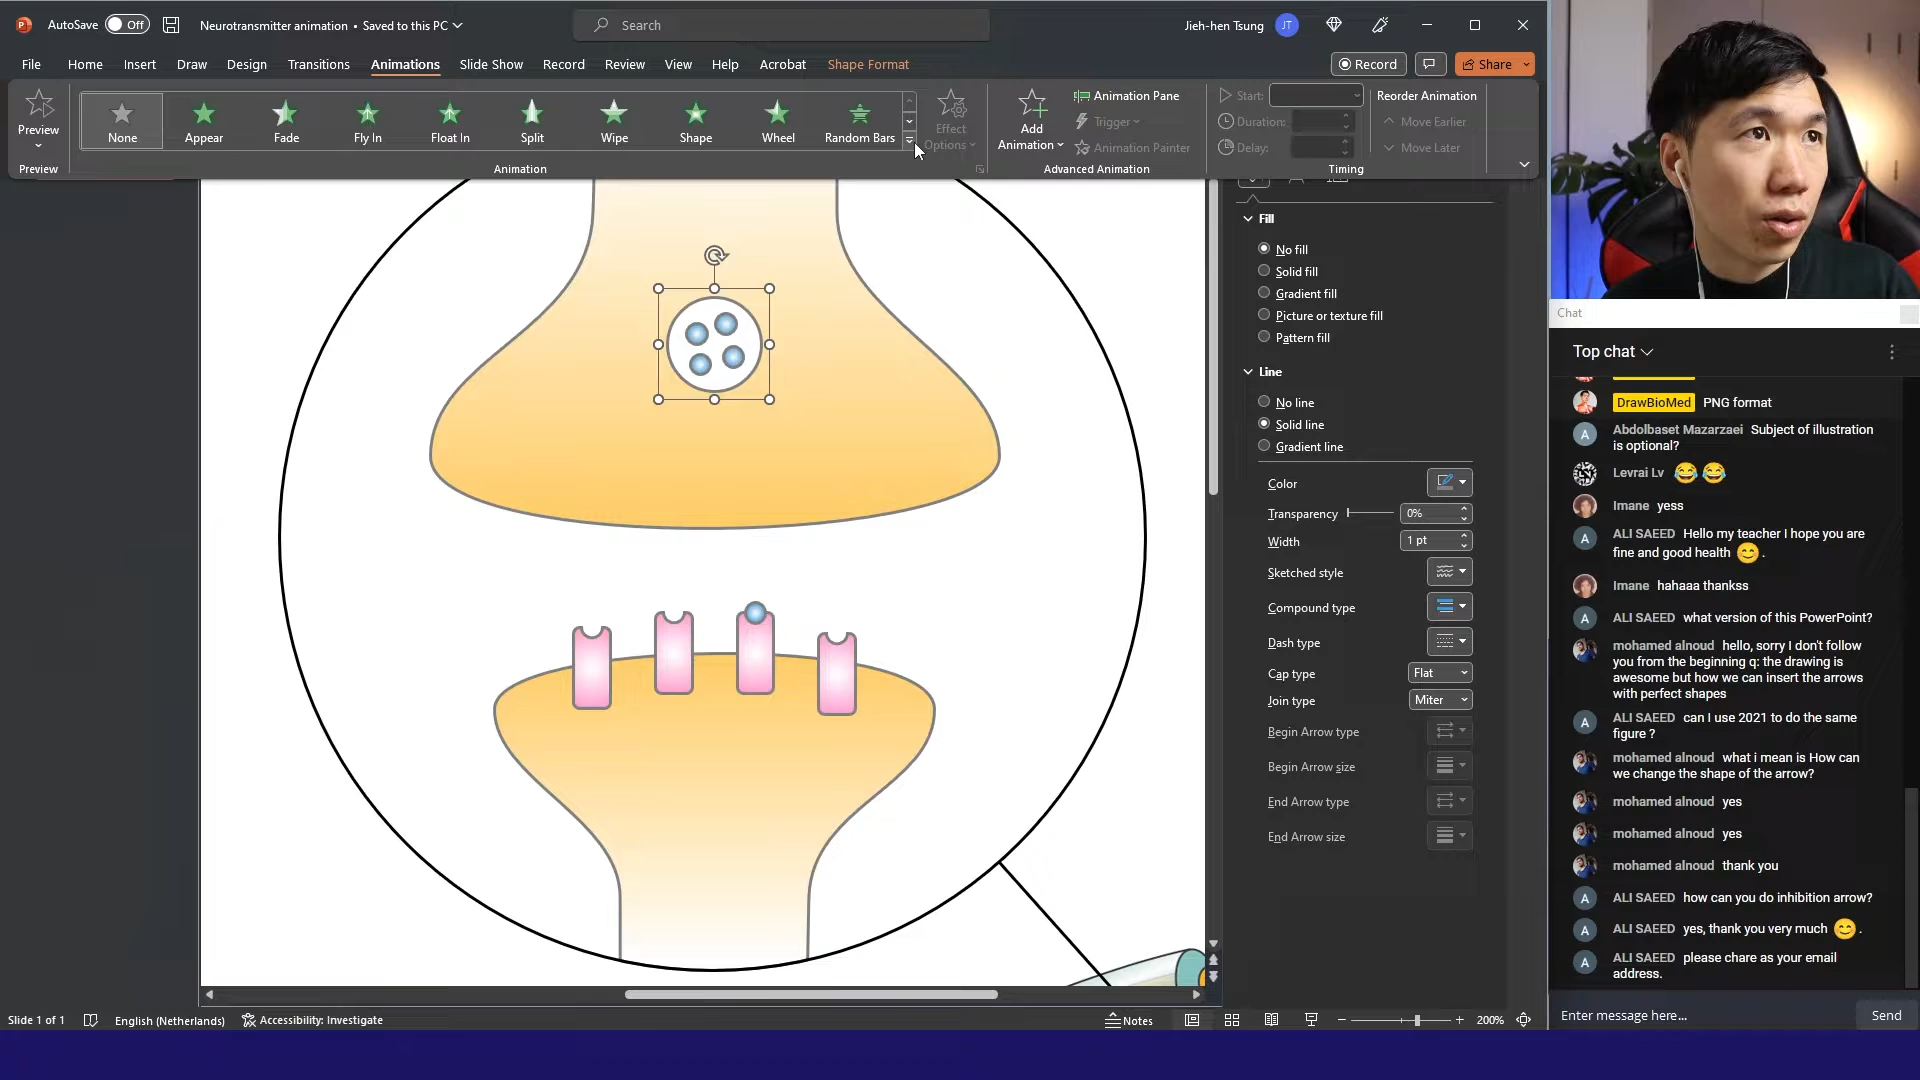 AutoSave Off Neurotransmitter animation • Saved to this PC Search Jieh-hen Tsung JT
File Home Insert Draw Design Transitions Animations Slide Show Record Review View Help Acrobat Shape Format Record Share
Preview None Appear Fade Fly In Float In Split Wipe Shape Wheel Random Bars Effect Options Add Animation
Animation Pane
Trigger
Animation Painter
Start:
Duration:
Delay:
Reorder Animation
Move Earlier
Move Later
Preview Animation Advanced Animation Timing
Fill
No fill
Solid fill
Gradient fill
Picture or texture fill
Pattern fill
Line
No line
Solid line
Gradient line
Color
Transparency 0%
Width 1 pt
Sketched style
Compound type
Dash type
Cap type Flat
Join type Miter
Begin Arrow type
Begin Arrow size
End Arrow type
End Arrow size
Slide 1 of 1 English (Netherlands) Accessibility: Investigate Notes 200%
Chat
Top chat
DrawBioMed PNG format
Abdolbaset Mazarzaei Subject of illustration
is optional?
Levrai Lv 😂😂
Imane yess
ALI SAEED Hello my teacher I hope you are
fine and good health 😊.
Imane hahaaa thankss
ALI SAEED what version of this PowerPoint?
mohamed alnoud hello, sorry I don't follow
you from the beginning q: the drawing is
awesome but how we can insert the arrows
with perfect shapes
ALI SAEED can I use 2021 to do the same
figure ?
mohamed alnoud what i mean is How can
we change the shape of the arrow?
mohamed alnoud yes
mohamed alnoud yes
mohamed alnoud thank you
ALI SAEED how can you do inhibition arrow?
ALI SAEED yes, thank you very much 😊.
ALI SAEED please chare as your email
address.
Enter message here... Send